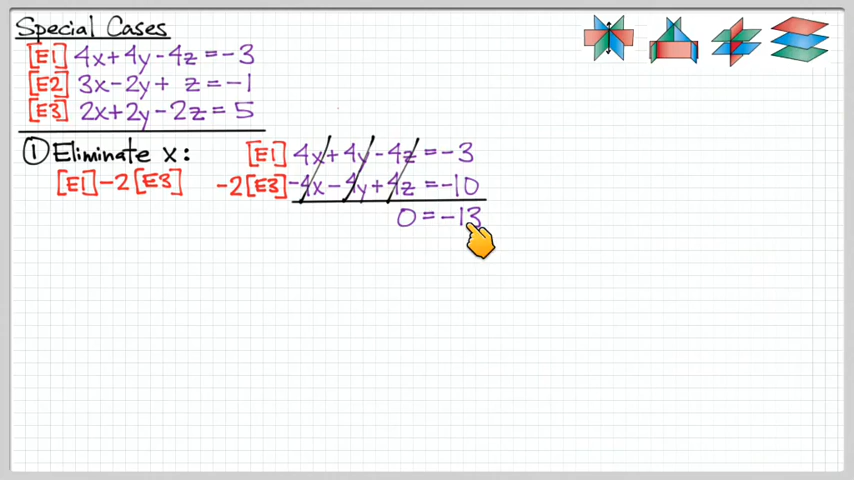 Special Cases
[E1] 4x+4y-4z=-3
[E2] 3x-2y+ z=-1
[E3] 2x+2y-2z=5
① Eliminate x: [E1] 4x+4y-4z=-3
[E1]-2[E3] -2[E3] -4x-4y+4z=-10
0=-13